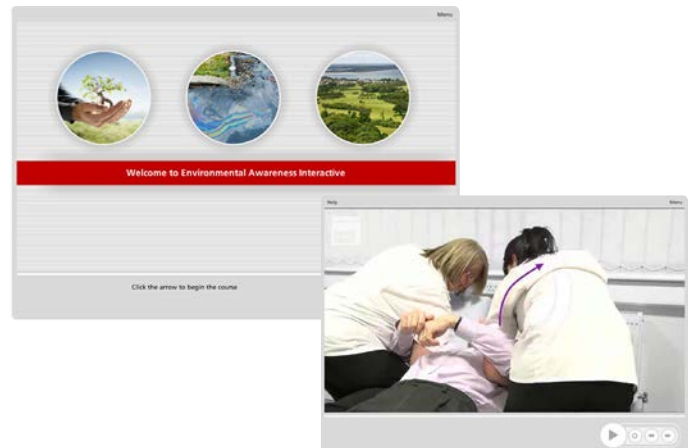 Menu
Welcome to Environmental Awareness Interactive
Click the arrow to begin the course
Help
Menu